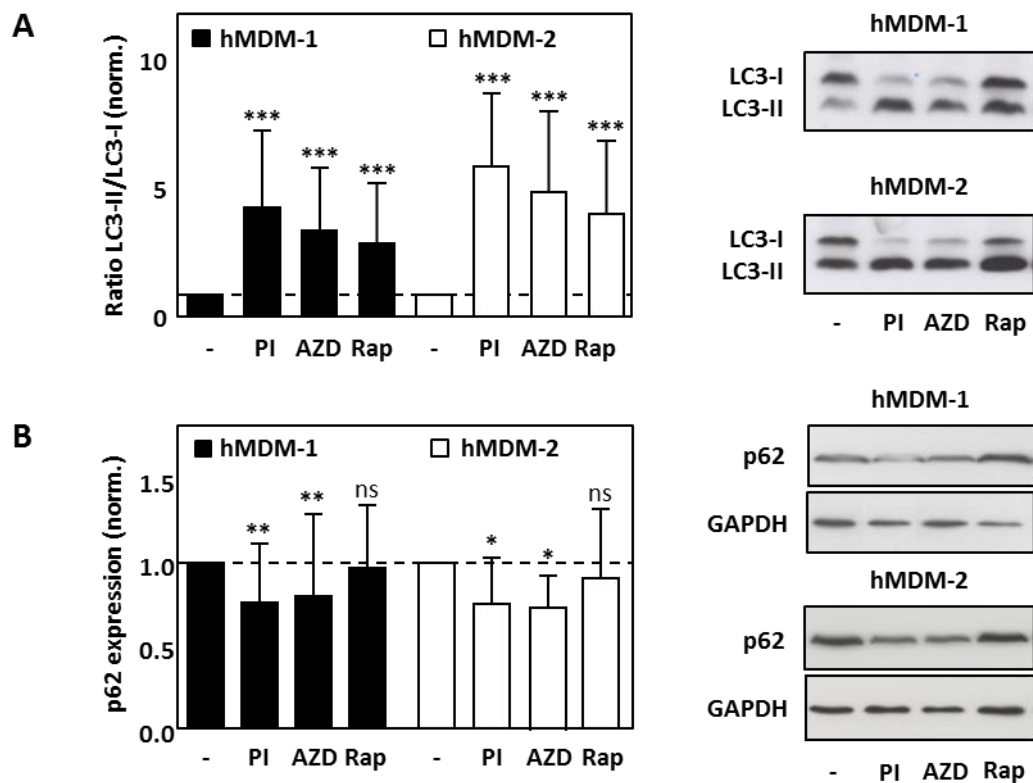 A
hMDM-1 hMDM-2
Ratio LC3-II/LC3-I (norm.)
10
5
0
*** *** *** *** *** ***
- PI AZD Rap - PI AZD Rap
hMDM-1
LC3-I
LC3-II
hMDM-2
LC3-I
LC3-II
- PI AZD Rap
B
hMDM-1 hMDM-2
p62 expression (norm.)
1.5
1.0
0.5
0.0
** ** ns * * ns
- PI AZD Rap - PI AZD Rap
hMDM-1
p62
GAPDH
hMDM-2
p62
GAPDH
- PI AZD Rap